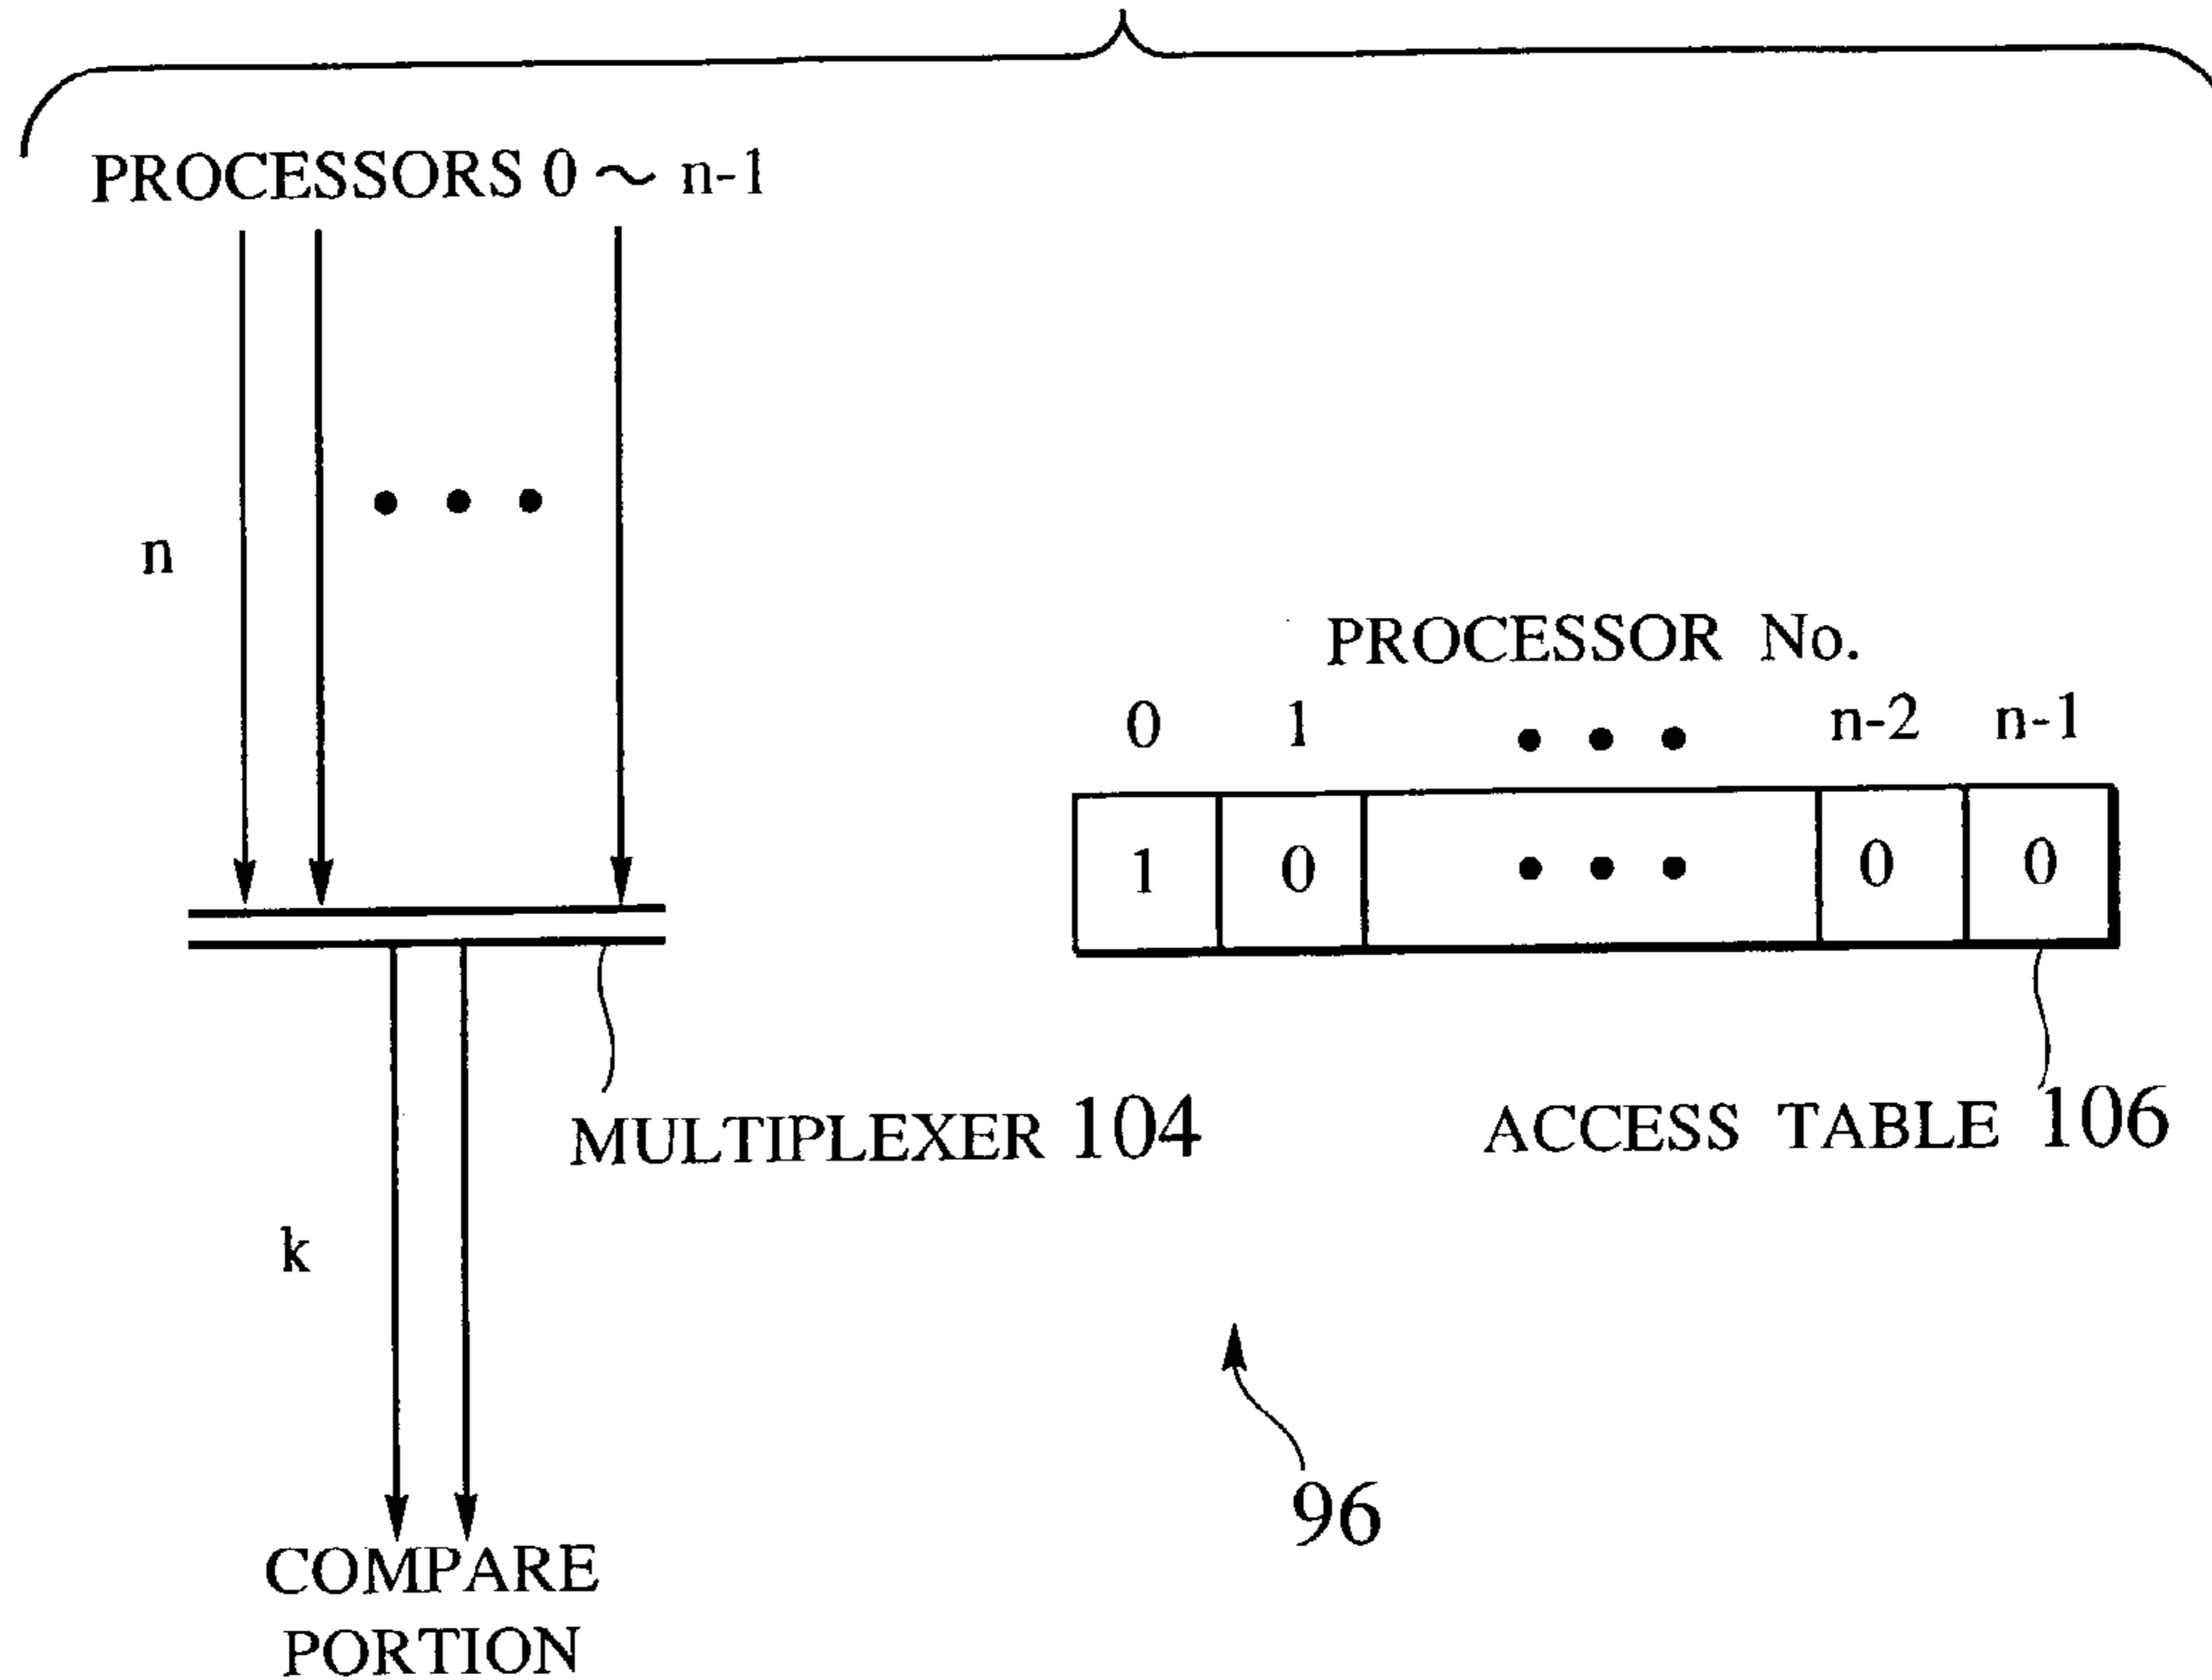 PROCESSORS 0 ～ n-1
n
PROCESSOR No.
0 1 • • • n-2 n-1
1 0 • • • 0 0
MULTIPLEXER 104
ACCESS TABLE 106
k
96
COMPARE
PORTION